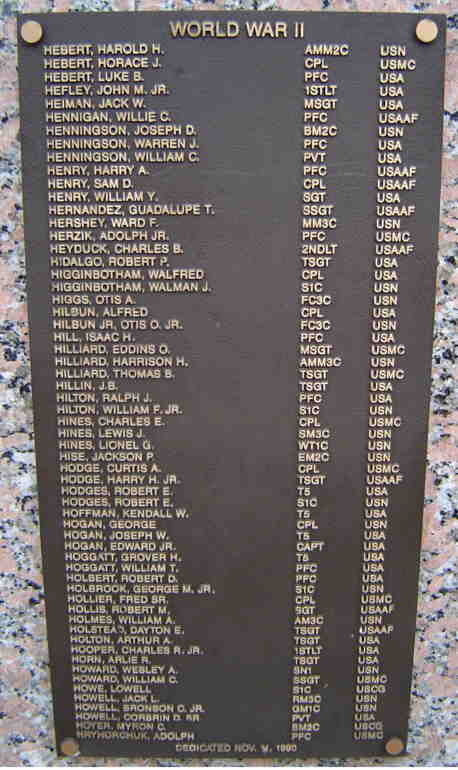 WORLD WAR II
HEBERT, HAROLD H. AMM2C USN
HEBERT, HORACE J. CPL USMC
HEBERT, LUKE B. PFC USA
HEFLEY, JOHN M. JR. 1STLT USA
HEIMAN, JACK W. MSGT USA
HENNIGAN, WILLIE C. PFC USAAF
HENNINGSON, JOSEPH D. BM2C USN
HENNINGSON, WARREN J. PFC USA
HENNINGSON, WILLIAM C. PVT USA
HENRY, HARRY A. PFC USAAF
HENRY, SAM D. CPL USAAF
HENRY, WILLIAM Y. SGT USA
HERNANDEZ, GUADALUPE T. SSGT USAAF
HERSHEY, WARD F. MM3C USN
HERZIK, ADOLPH JR. PFC USMC
HEYDUCK, CHARLES B. 2NDLT USAAF
HIDALGO, ROBERT P. TSGT USA
HIGGINBOTHAM, WALFRED CPL USA
HIGGINBOTHAM, WALMAN J. S1C USN
HIGGS, OTIS A. FC3C USN
HILBUN, ALFRED CPL USA
HILBUN JR, OTIS O. JR. FC3C USN
HILL, ISAAC H. PFC USA
HILLIARD, EDDINS O. MSGT USMC
HILLIARD, HARRISON H. AMM3C USN
HILLIARD, THOMAS B. TSGT USMC
HILLIN, J.B. TSGT USA
HILTON, RALPH J. PFC USA
HILTON, WILLIAM F. JR. S1C USN
HINES, CHARLES E. CPL USMC
HINES, LEWIS J. SM3C USN
HINES, LIONEL G. WT1C USN
HISE, JACKSON P. EM2C USN
HODGE, CURTIS A. CPL USMC
HODGE, HARRY H. JR. TSGT USAAF
HODGES, ROBERT E. T5 USA
HODGES, ROBERT E. S1C USN
HOFFMAN, KENDALL W. T5 USA
HOGAN, GEORGE CPL USN
HOGAN, JOSEPH W. T5 USA
HOGAN, EDWARD JR. CAPT USA
HOGGATT, GROVER H. T5 USA
HOGGATT, WILLIAM T. PFC USA
HOLBERT, ROBERT D. PFC USA
HOLBROOK, GEORGE M. JR. S1C USN
HOLLIER, FRED SR. CPL USMC
HOLLIS, ROBERT M. SGT USAAF
HOLMES, WILLIAM A. AM3C USN
HOLSTEAD, DAYTON E. TSGT USAAF
HOLTON, ARTHUR A. TSGT USA
HOOPER, CHARLES R. JR. 1STLT USA
HORN, ARLIE R. TSGT USA
HOWARD, WESLEY A. SN1 USN
HOWARD, WILLIAM C. SSGT USMC
HOWE, LOWELL S1C USCG
HOWELL, JACK L. RM3C USN
HOWELL, BRONSON C. JR. GM1C USN
HOWELL, CORBRIN D. SR. PVT USA
HOYER, MYRON C. BM2C USCG
HRYHORCHUK, ADOLPH PFC USMC
DEDICATED NOV. 1990